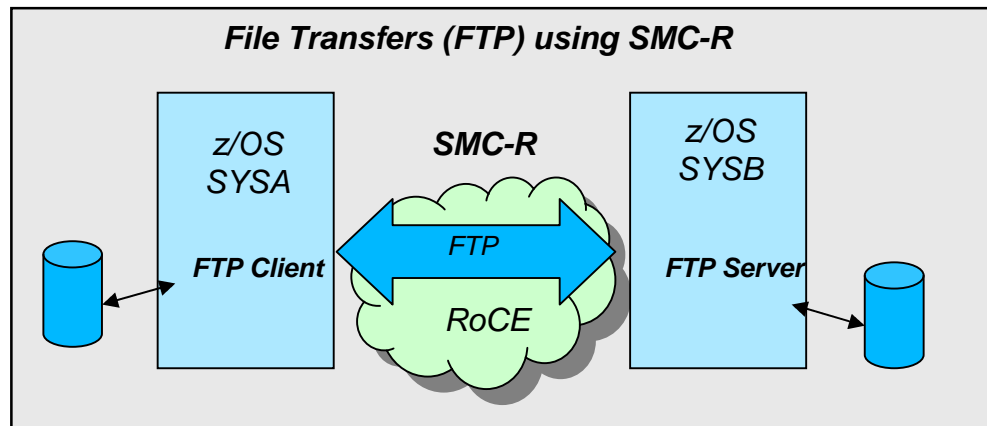 File Transfers (FTP) using SMC-R
z/OS
SYSA
FTP Client
SMC-R
FTP
RoCE
z/OS
SYSB
FTP Server